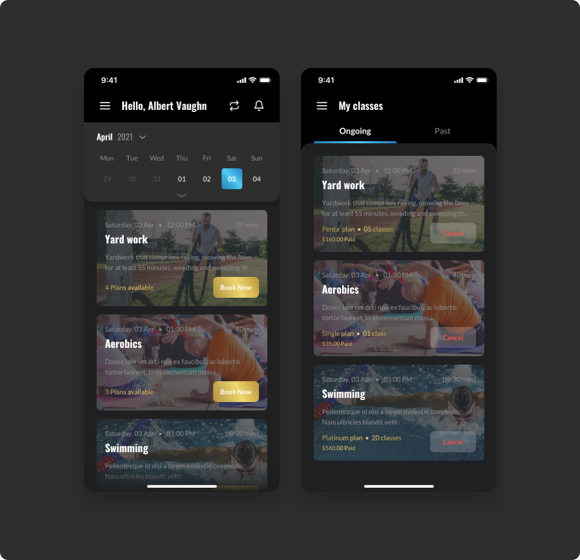 9:41
Hello, Albert Vaughn
April 2021
Mon Tue Wed Thu Fri Sat Sun
29 30 31 01 02 03 04
Saturday, 03 Apr • 12:00 PM 55 mins
Yard work
Yardwork that comprises raking, mowing the lawn
for at least 55 minutes, weeding and sweeping th...
4 Plans available Book Now
Saturday, 03 Apr • 01:30 PM 40mins
Aerobics
Donec laoreet orci non ex faucibus, ac lobortis
tortor laoreet. In id elementum massa.
3 Plans available Book Now
Saturday, 03 Apr • 03:00 PM 1hr 30 mins
Swimming
Pellentesque id nisl a lorem molestie commodo.
Nam ultricies blandit velit.
9:41
My classes
Ongoing Past
Saturday, 03 Apr • 12:00 PM 55 mins
Yard work
Yardwork that comprises raking, mowing the lawn
for at least 55 minutes, weeding and sweeping th...
Penta plan • 05 classes
$160.00 Paid
Cancel
Saturday, 03 Apr • 01:30 PM 40mins
Aerobics
Donec laoreet orci non ex faucibus, ac lobortis
tortor laoreet. In id elementum massa.
Single plan • 01 class
$35.00 Paid
Cancel
Saturday, 03 Apr • 03:00 PM 1hr 30 mins
Swimming
Pellentesque id nisl a lorem molestie commodo.
Nam ultricies blandit velit.
Platinum plan • 20 classes
$560.00 Paid
Cancel